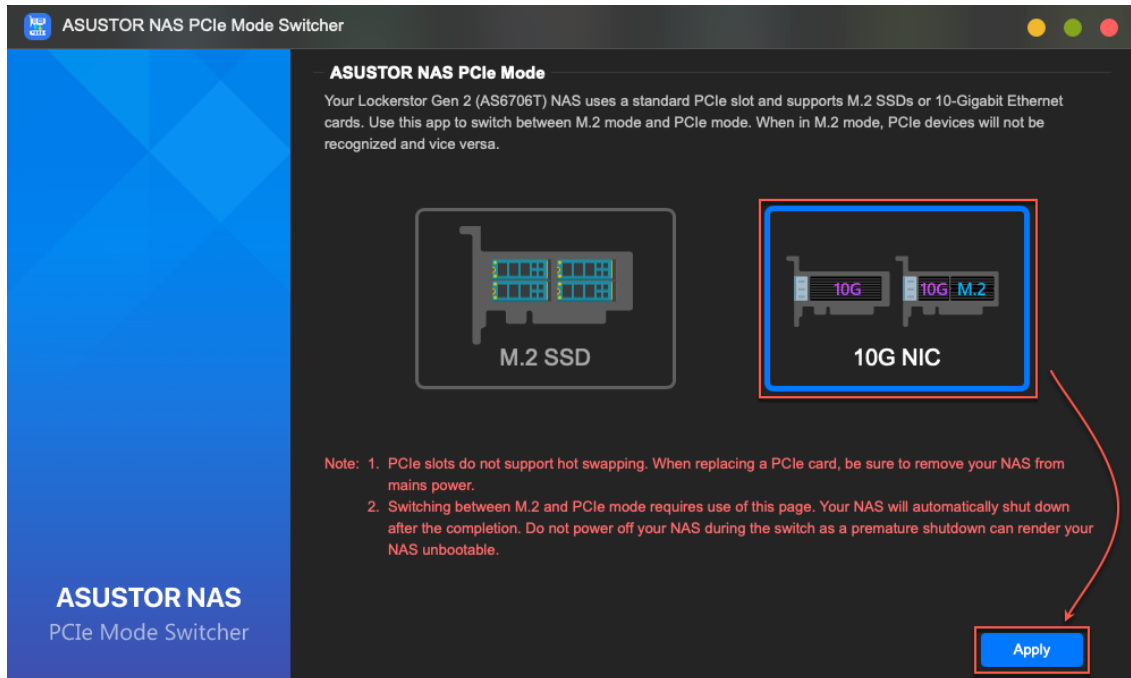 ASUSTOR NAS PCIe Mode Switcher
ASUSTOR NAS PCIe Mode
Your Lockerstor Gen 2 (AS6706T) NAS uses a standard PCIe slot and supports M.2 SSDs or 10-Gigabit Ethernet
cards. Use this app to switch between M.2 mode and PCIe mode. When in M.2 mode, PCIe devices will not be
recognized and vice versa.
10G
10G M.2
M.2 SSD
10G NIC
Note: 1. PCIe slots do not support hot swapping. When replacing a PCIe card, be sure to remove your NAS from
mains power.
2. Switching between M.2 and PCIe mode requires use of this page. Your NAS will automatically shut down
after the completion. Do not power off your NAS during the switch as a premature shutdown can render your
NAS unbootable.
ASUSTOR NAS
PCIe Mode Switcher
Apply